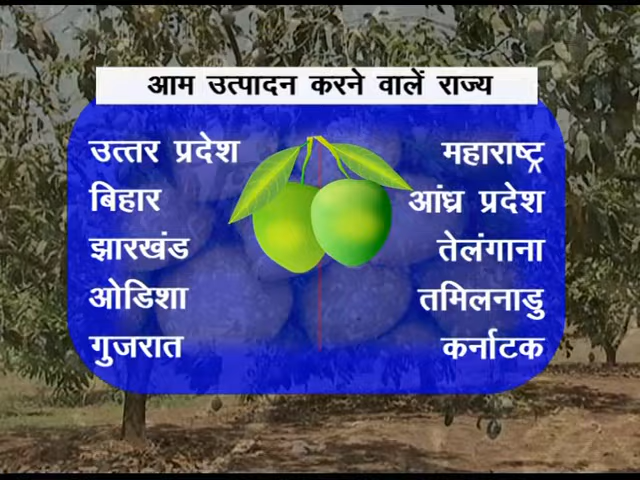 आम उत्पादन करने वालें राज्य
उत्तर प्रदेश
बिहार
झारखंड
ओडिशा
गुजरात
महाराष्ट्र
आंध्र प्रदेश
तेलंगाना
तमिलनाडु
कर्नाटक